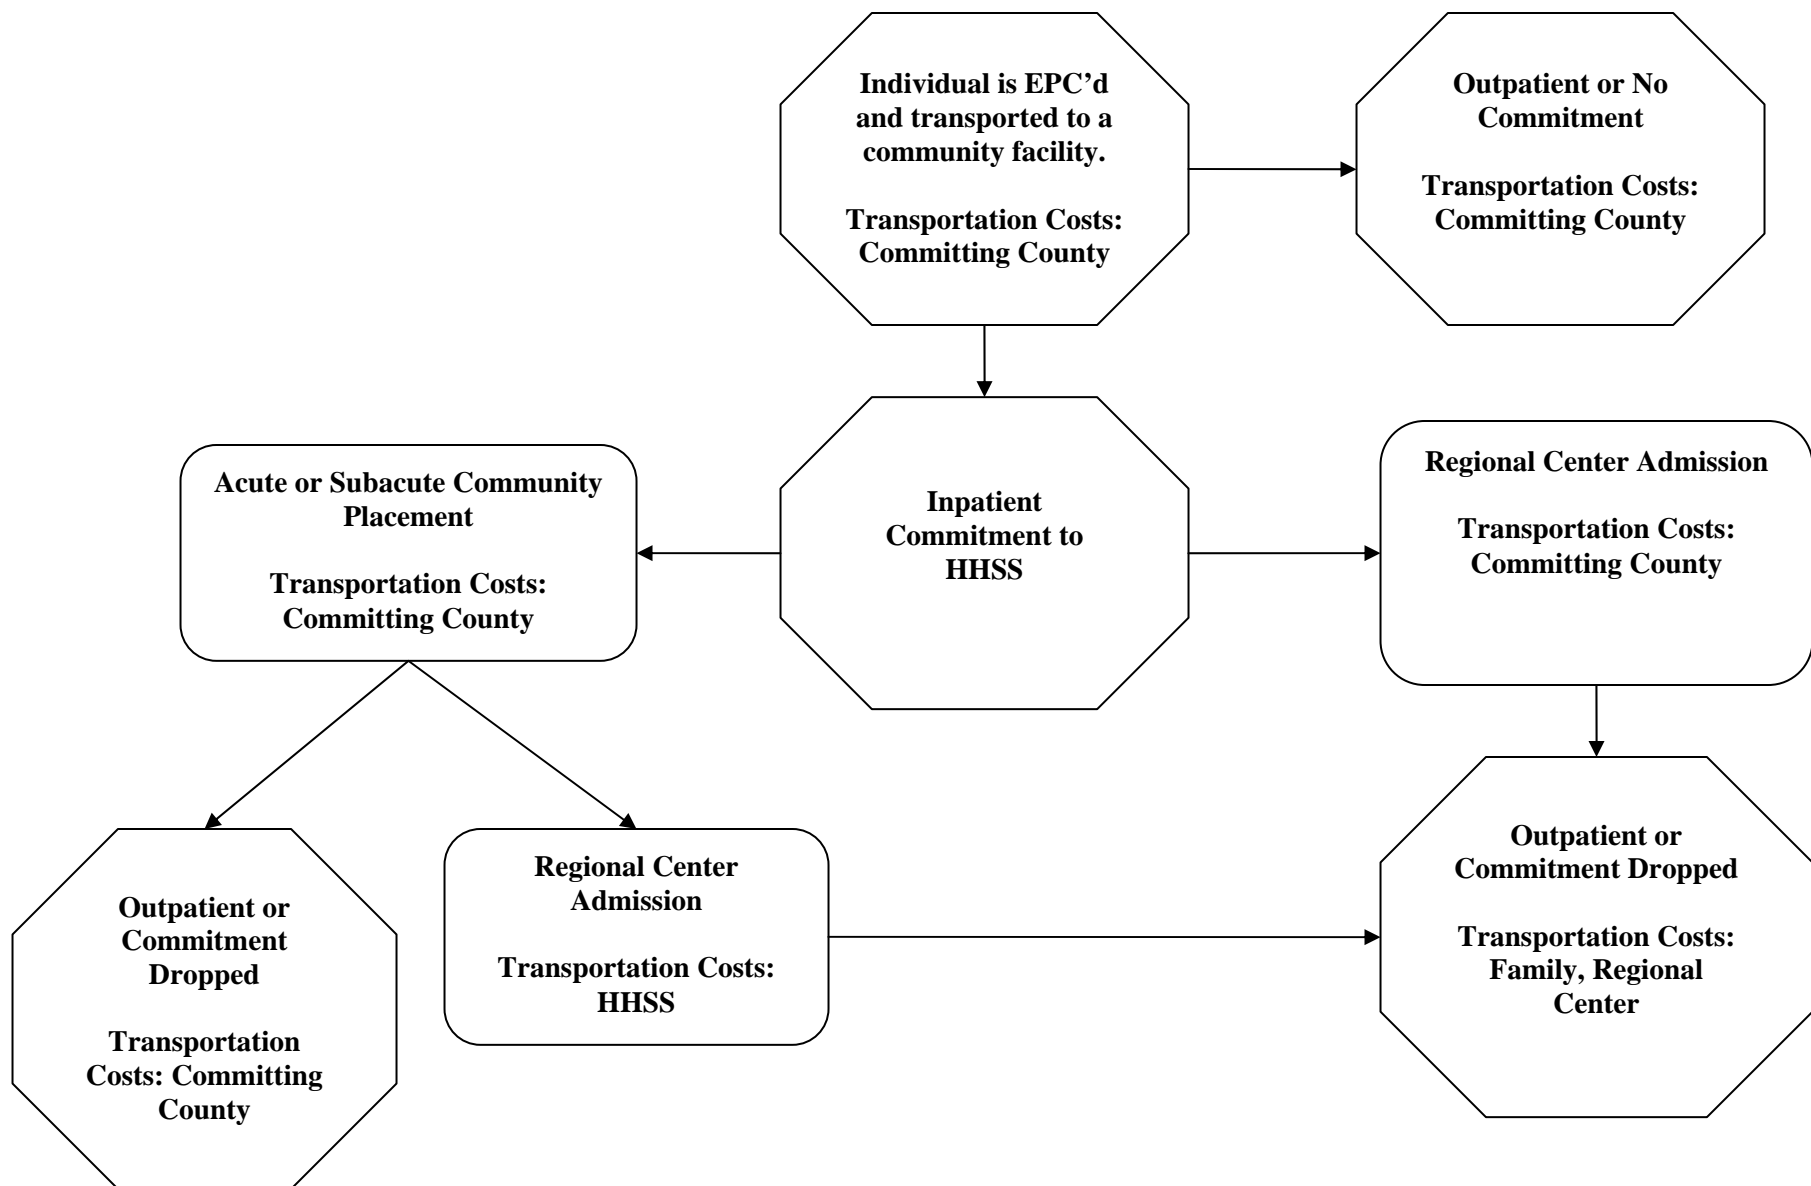 Individual is EPC’d
and transported to a
community facility.
Transportation Costs:
Committing County
Outpatient or No
Commitment
Transportation Costs:
Committing County
Acute or Subacute Community
Placement
Transportation Costs:
Committing County
Inpatient
Commitment to
HHSS
Regional Center Admission
Transportation Costs:
Committing County
Outpatient or
Commitment
Dropped
Transportation
Costs: Committing
County
Regional Center
Admission
Transportation Costs:
HHSS
Outpatient or
Commitment Dropped
Transportation Costs:
Family, Regional
Center